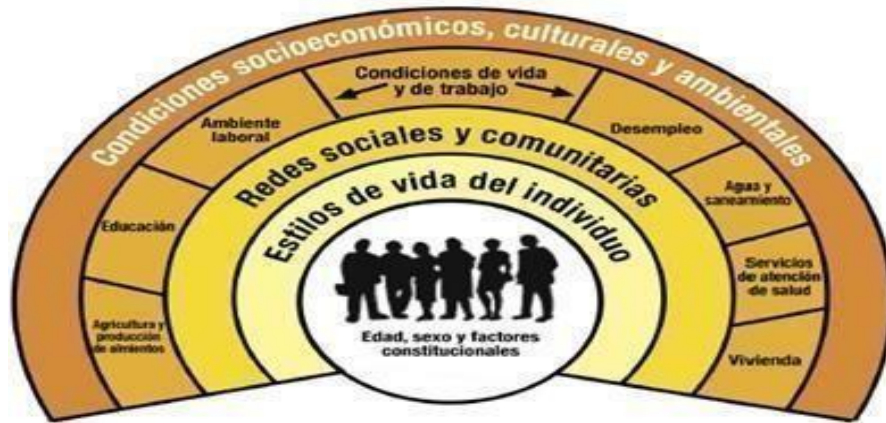 Condiciones socioeconómicos, culturales y ambientales
Condiciones de vida
y de trabajo
Ambiente
laboral
Desempleo
Redes sociales y comunitarias
Agua y
saneamiento
Educación
Estilos de vida del individuo
Servicios
de atención
de salud
Agricultura y
producción
de alimientos
Edad, sexo y factores
constitucionales
Vivienda